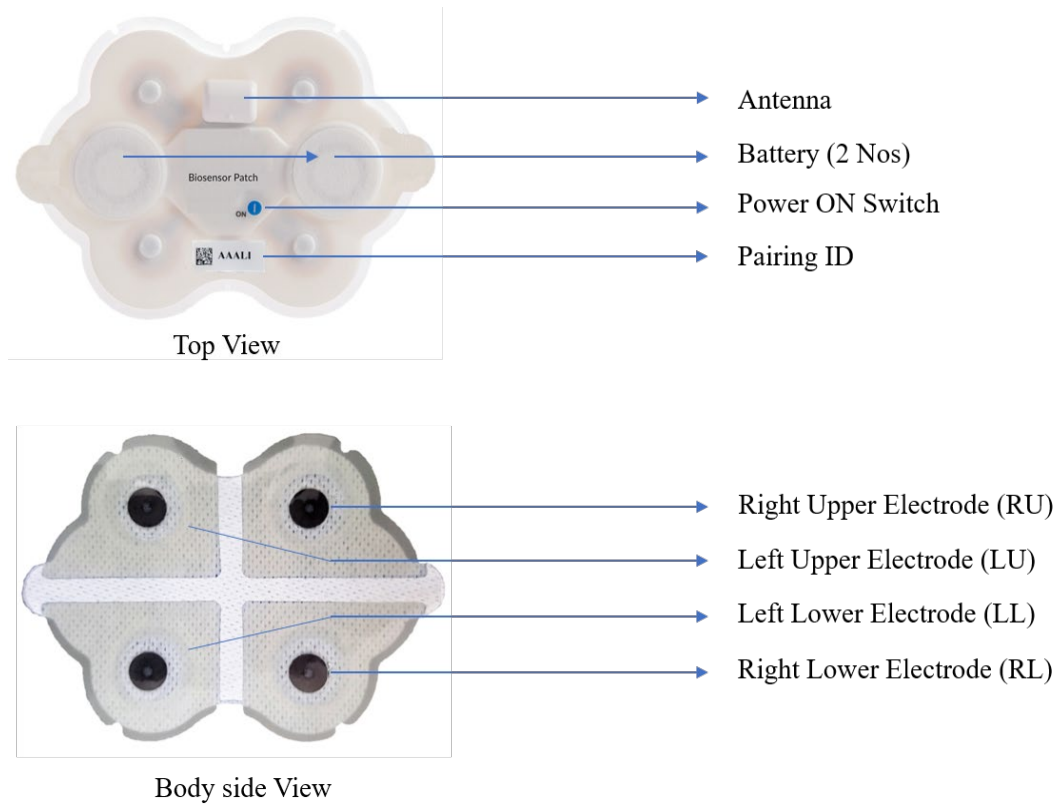 Antenna
Battery (2 Nos)
Biosensor Patch
ON
Power ON Switch
AAALI
Pairing ID
Top View
Right Upper Electrode (RU)
Left Upper Electrode (LU)
Left Lower Electrode (LL)
Right Lower Electrode (RL)
Body side View